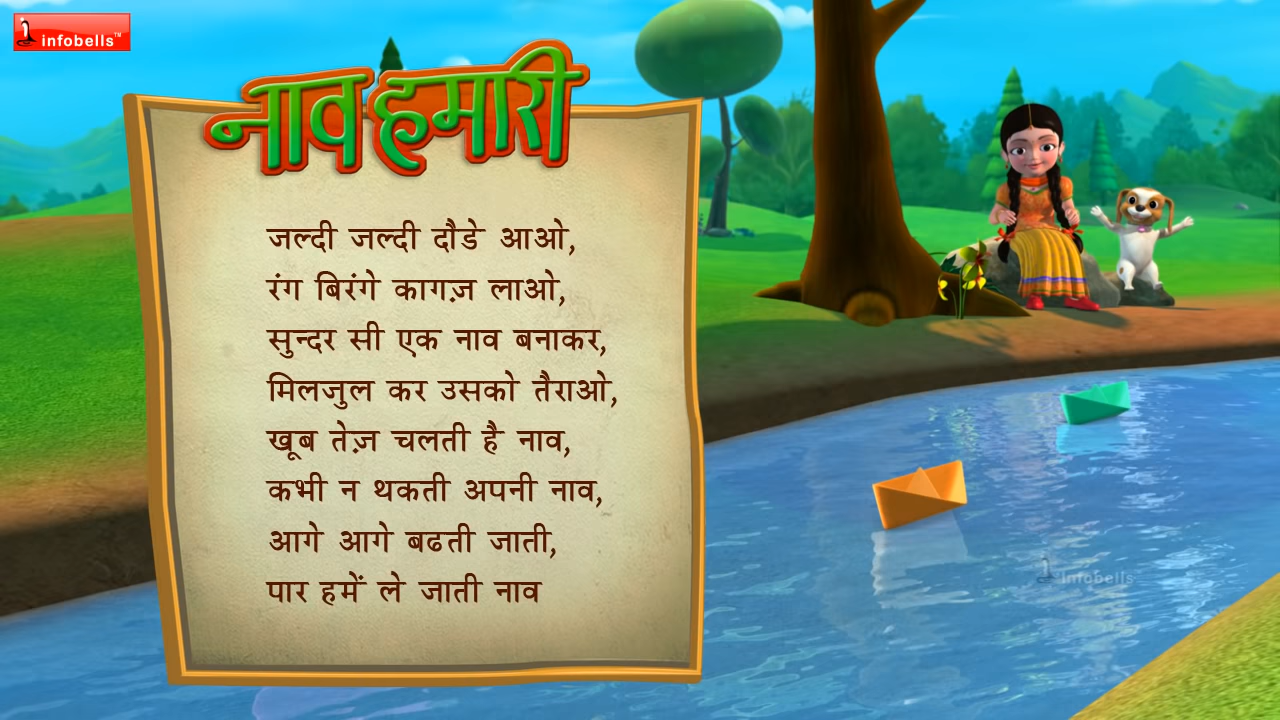 infobells™
नाव हमारी
जल्दी जल्दी दौडे आओ,
रंग बिरंगे कागज़ लाओ,
सुन्दर सी एक नाव बनाकर,
मिलजुल कर उसको तैराओ,
खूब तेज़ चलती है नाव,
कभी न थकती अपनी नाव,
आगे आगे बढती जाती,
पार हमें ले जाती नाव
infobells